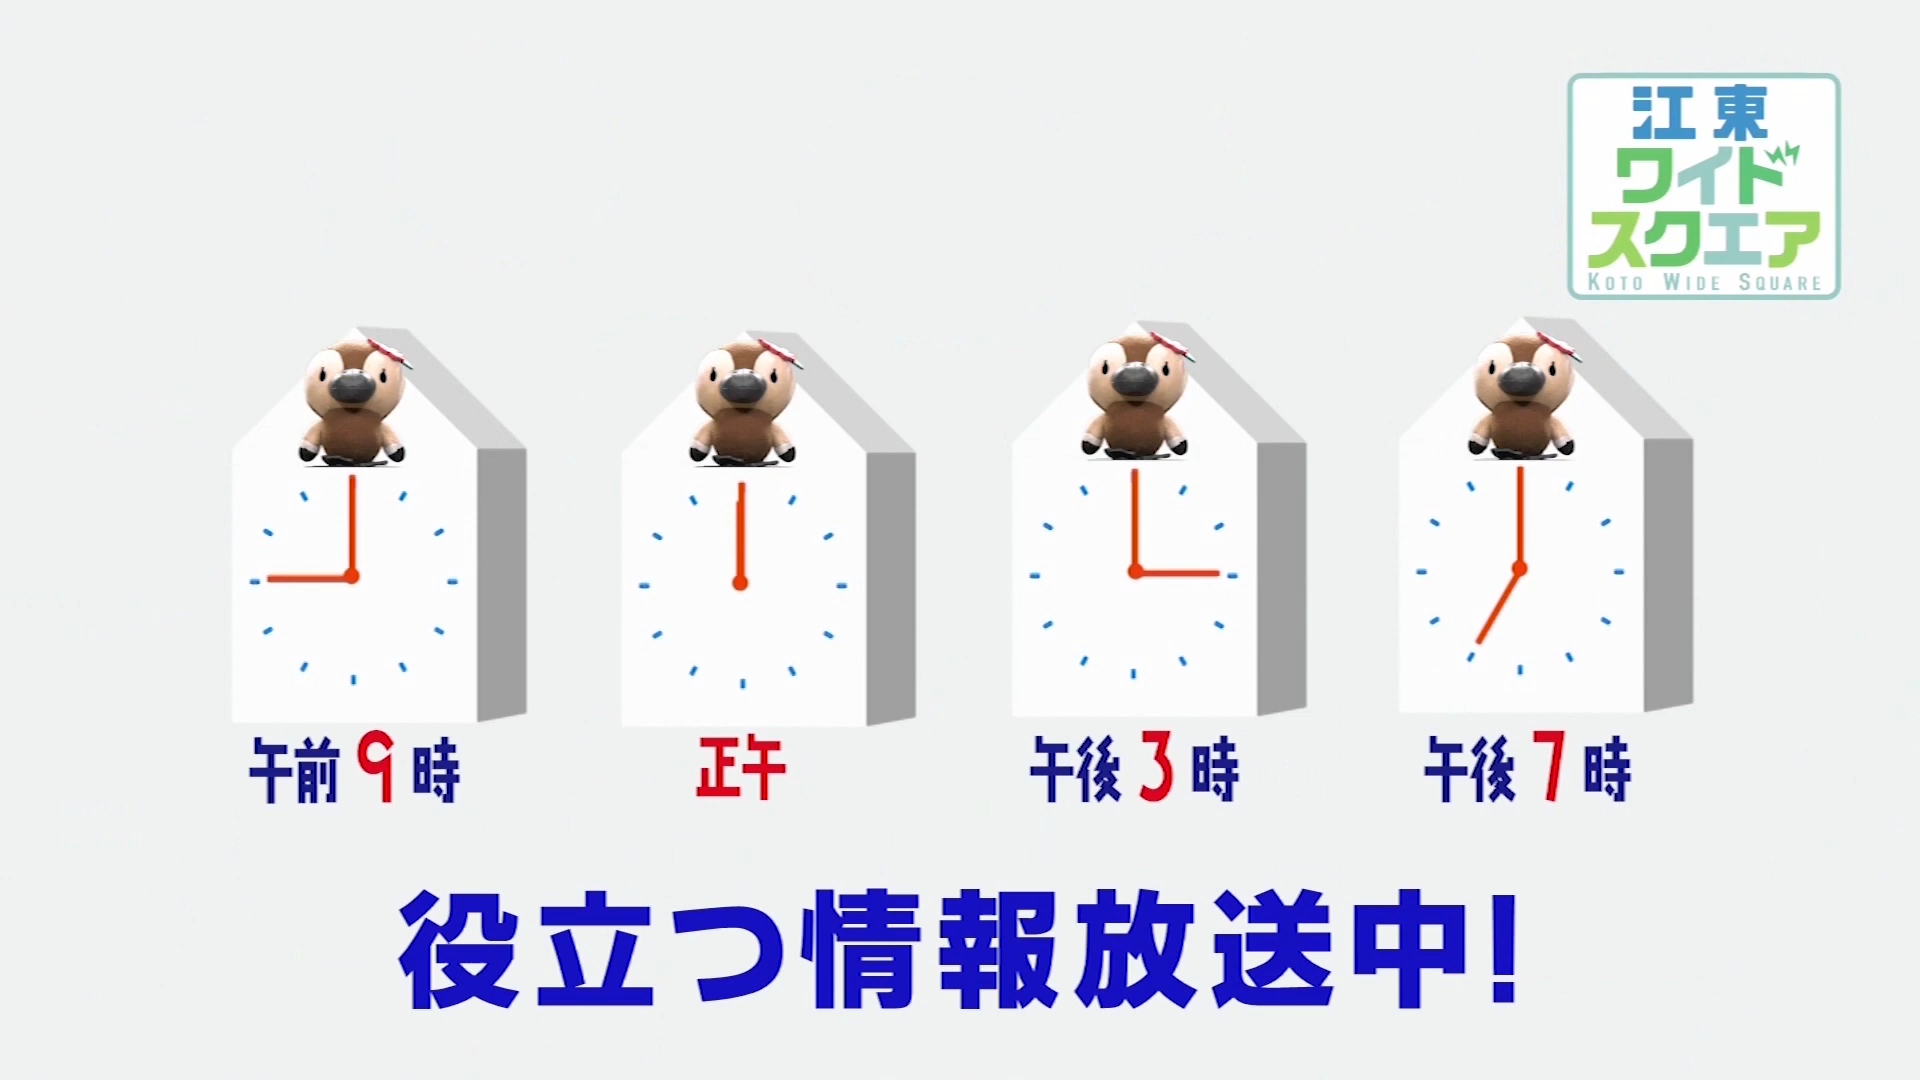 江東
ワイド
スクエア
KOTO WIDE SQUARE
午前9時
正午
午後3時
午後7時
役立つ情報放送中!